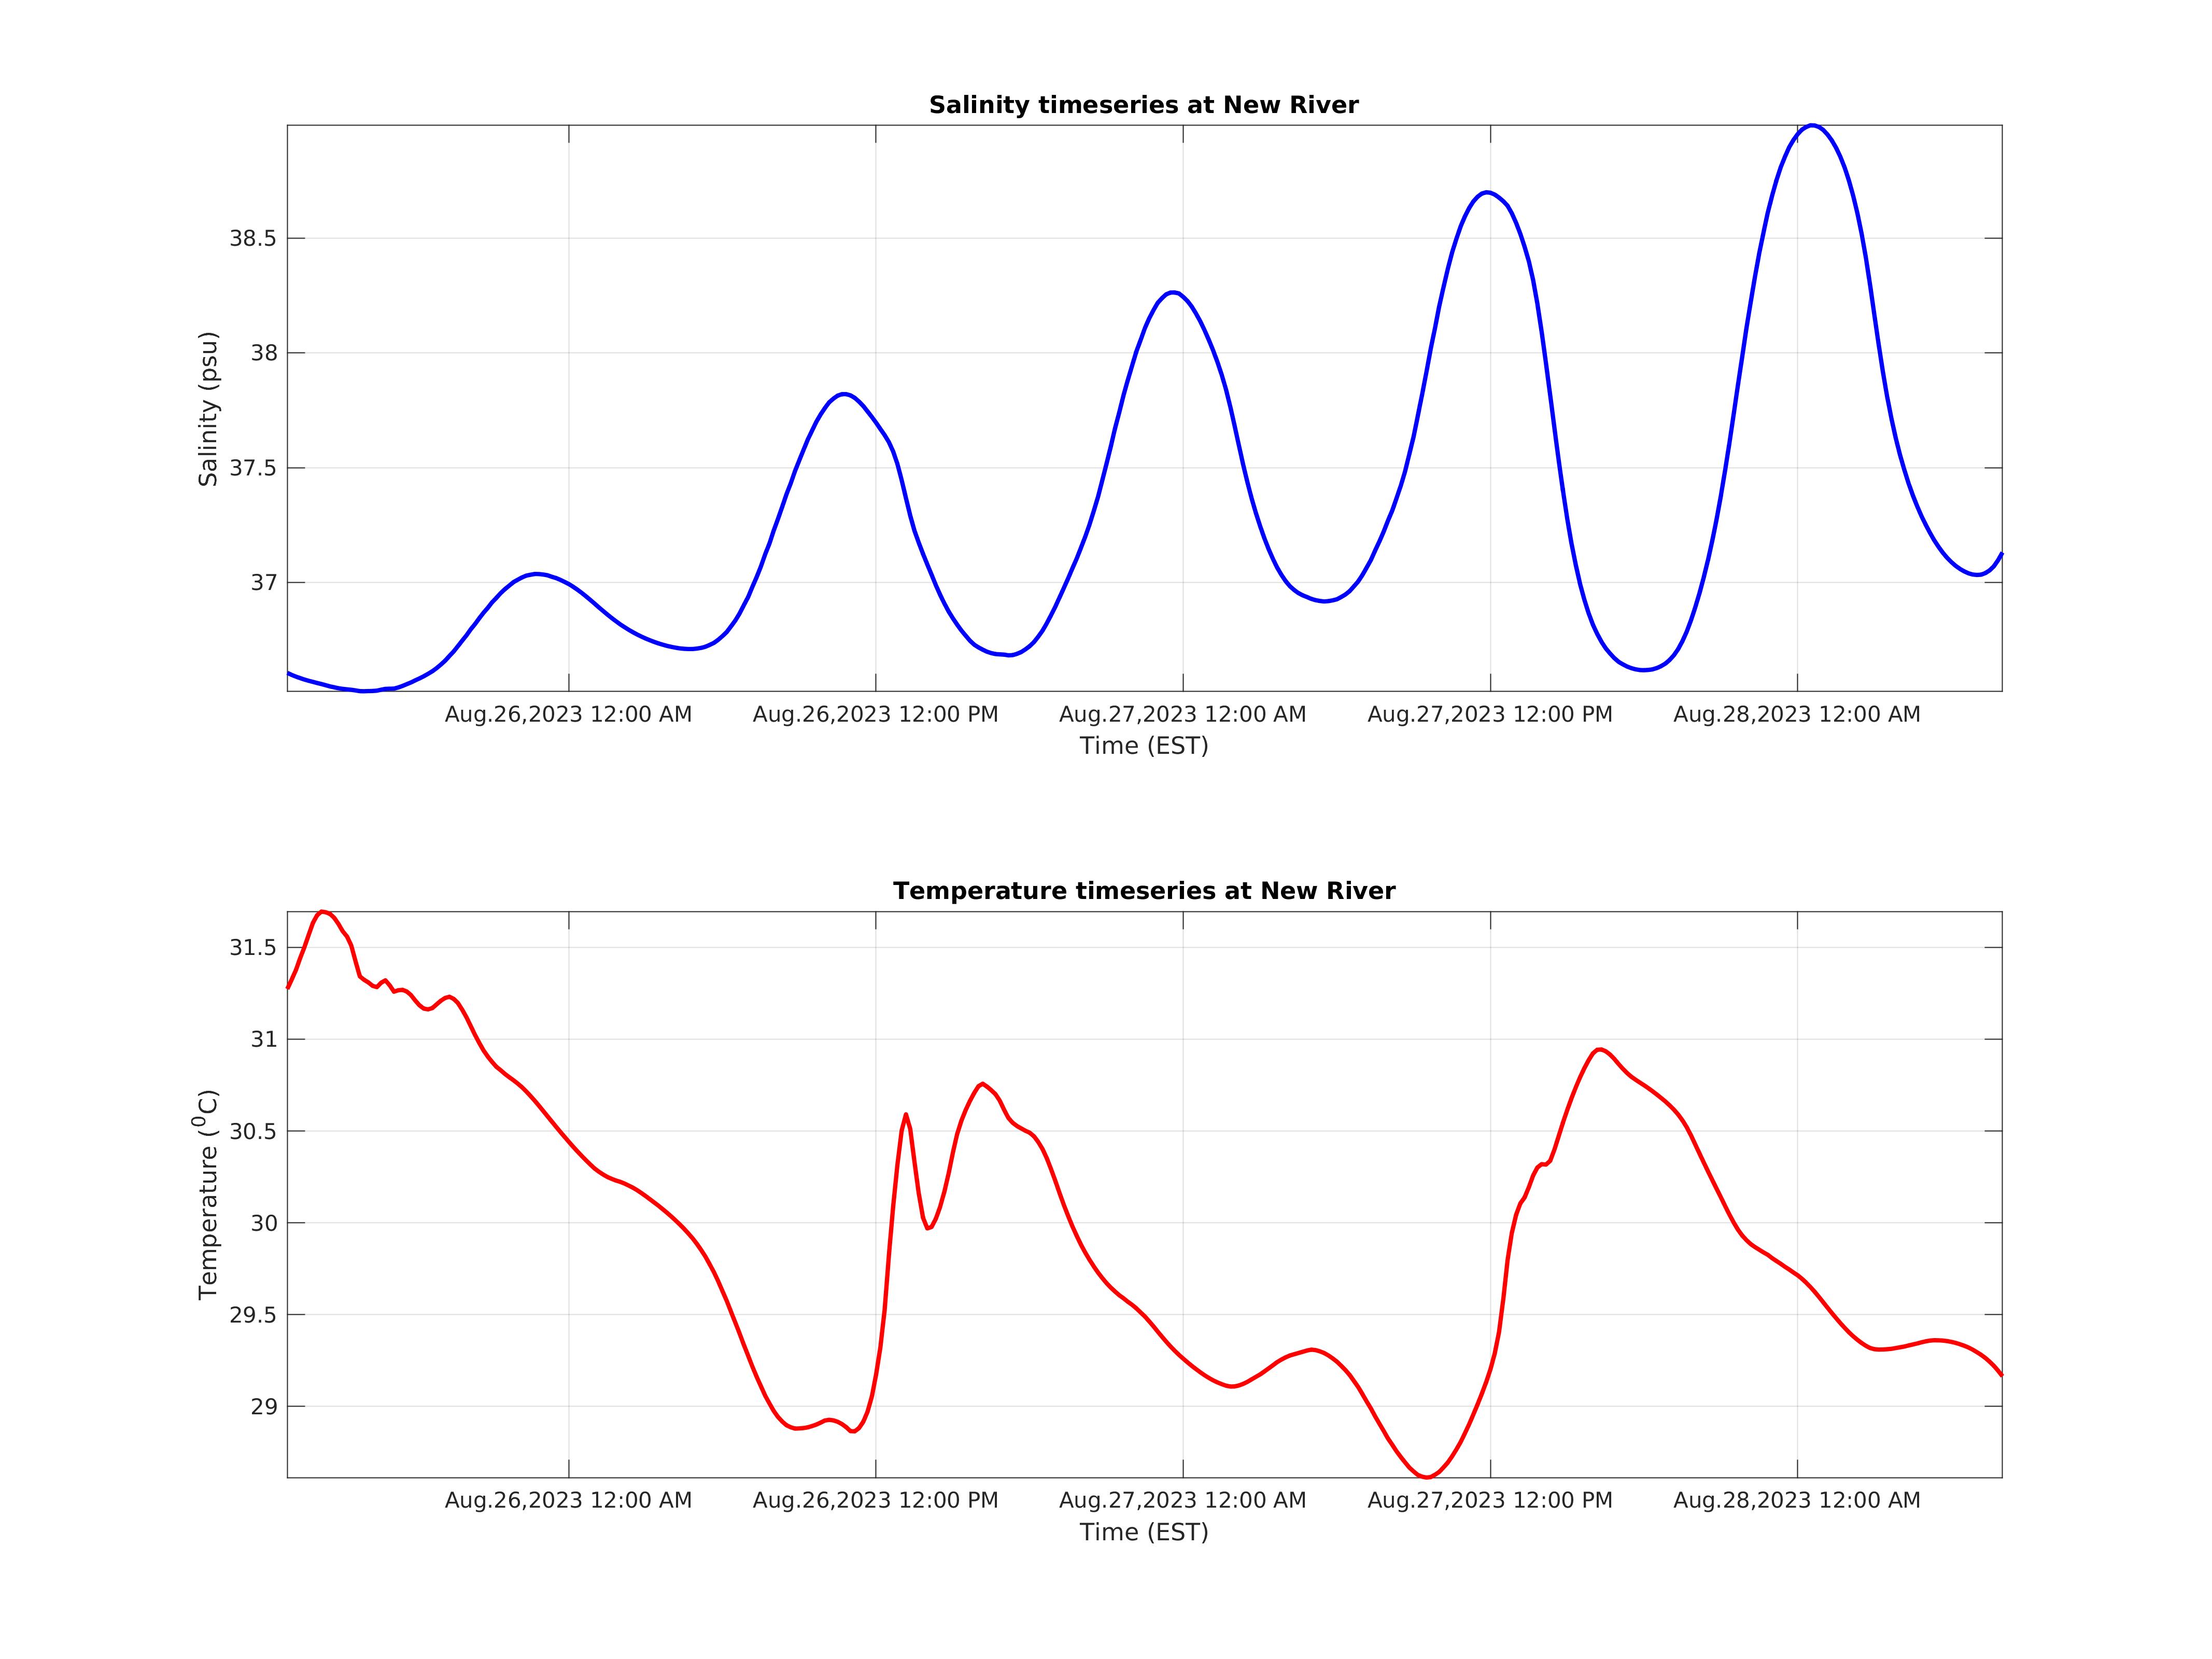 Salinity timeseries at New River
Salinity (psu)
38.5
38
37.5
37
Aug.26,2023 12:00 AM Aug.26,2023 12:00 PM Aug.27,2023 12:00 AM Aug.27,2023 12:00 PM Aug.28,2023 12:00 AM
Time (EST)
Temperature timeseries at New River
Temperature (⁰C)
31.5
31
30.5
30
29.5
29
Aug.26,2023 12:00 AM Aug.26,2023 12:00 PM Aug.27,2023 12:00 AM Aug.27,2023 12:00 PM Aug.28,2023 12:00 AM
Time (EST)